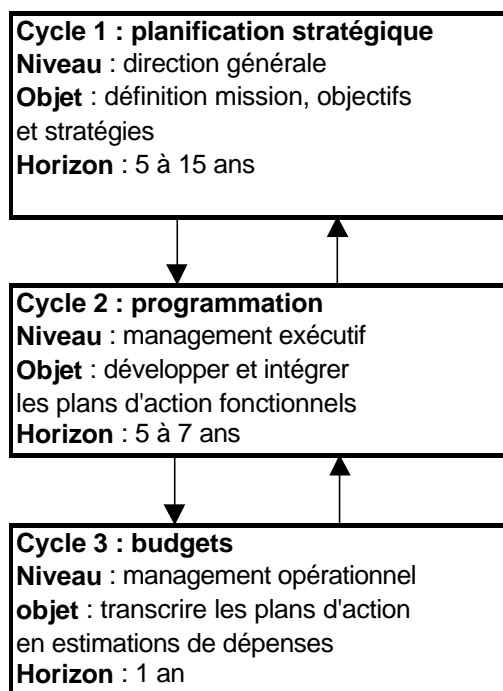 Cycle 1 : planification stratégique
Niveau : direction générale
Objet : définition mission, objectifs
et stratégies
Horizon : 5 à 15 ans
Cycle 2 : programmation
Niveau : management exécutif
Objet : développer et intégrer
les plans d'action fonctionnels
Horizon : 5 à 7 ans
Cycle 3 : budgets
Niveau : management opérationnel
objet : transcrire les plans d'action
en estimations de dépenses
Horizon : 1 an